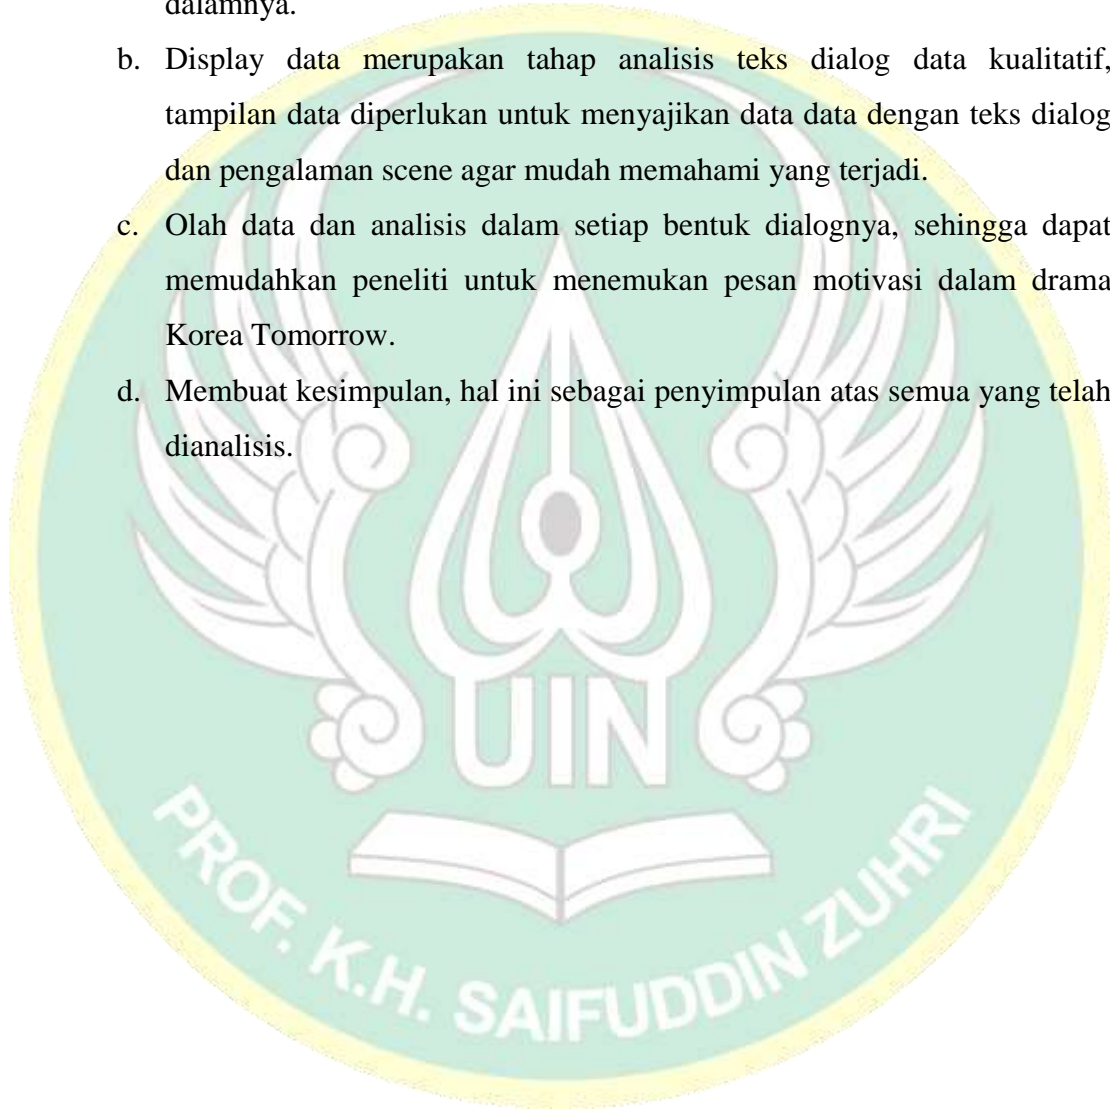 dalamnya.
b. Display data merupakan tahap analisis teks dialog data kualitatif,
tampilan data diperlukan untuk menyajikan data data dengan teks dialog
dan pengalaman scene agar mudah memahami yang terjadi.
c. Olah data dan analisis dalam setiap bentuk dialognya, sehingga dapat
memudahkan peneliti untuk menemukan pesan motivasi dalam drama
Korea Tomorrow.
d. Membuat kesimpulan, hal ini sebagai penyimpulan atas semua yang telah
dianalisis.
UIN
PROF. K.H. SAIFUDDIN ZUHRI